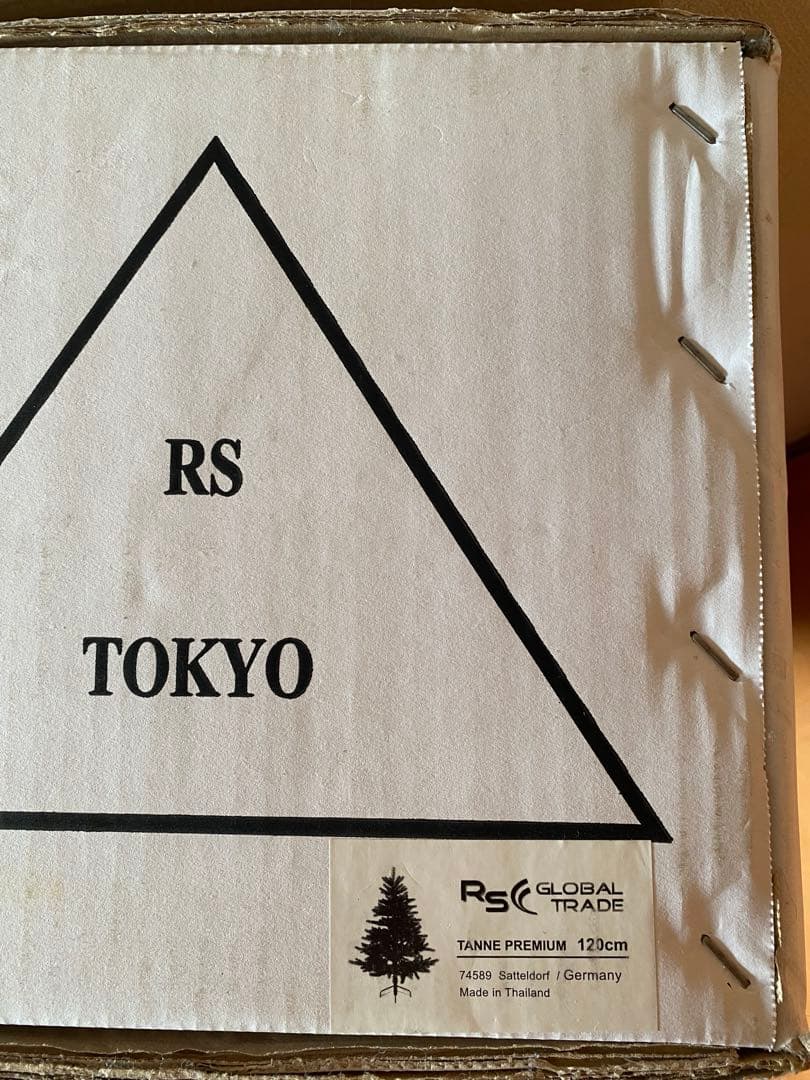 RS
TOKYO
RS GLOBAL
TRADE
TANNE PREMIUM 120cm
74589 Satteldorf / Germany
Made in Thailand